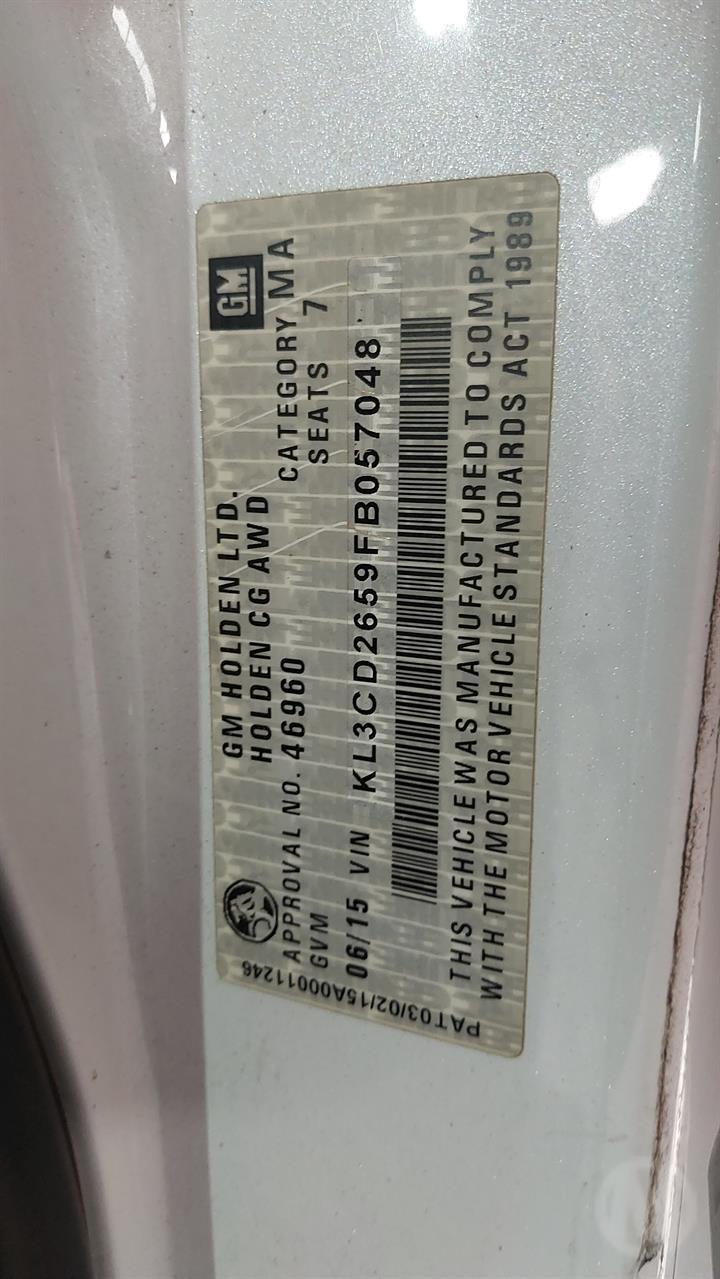 GM
GM HOLDEN LTD.
HOLDEN CG AWD
APPROVAL NO. 46960 CATEGORY MA
GVM SEATS 7
06/15 VIN KL3CD2659FB057048
THIS VEHICLE WAS MANUFACTURED TO COMPLY
WITH THE MOTOR VEHICLE STANDARDS ACT 1989
PAT03/02/15A00011246
M